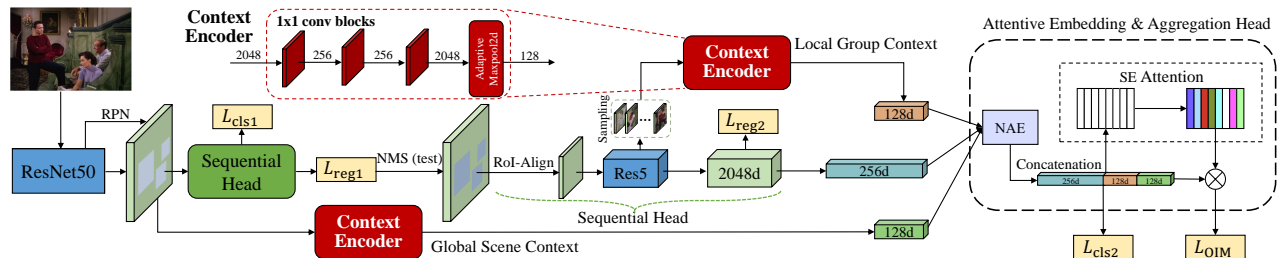 Context
Encoder
1x1 conv blocks
2048
256
256
2048
Adaptive
Maxpool2d
128
Context
Encoder
Local Group Context
Attentive Embedding & Aggregation Head
SE Attention
RPN
L_cls1
Sampling
L_reg2
128d
NAE
ResNet50
Sequential
Head
L_reg1
NMS (test)
RoI-Align
Res5
2048d
256d
Concatenation
256d
128d
128d
Sequential Head
Context
Encoder
Global Scene Context
128d
L_cls2
L_OIM